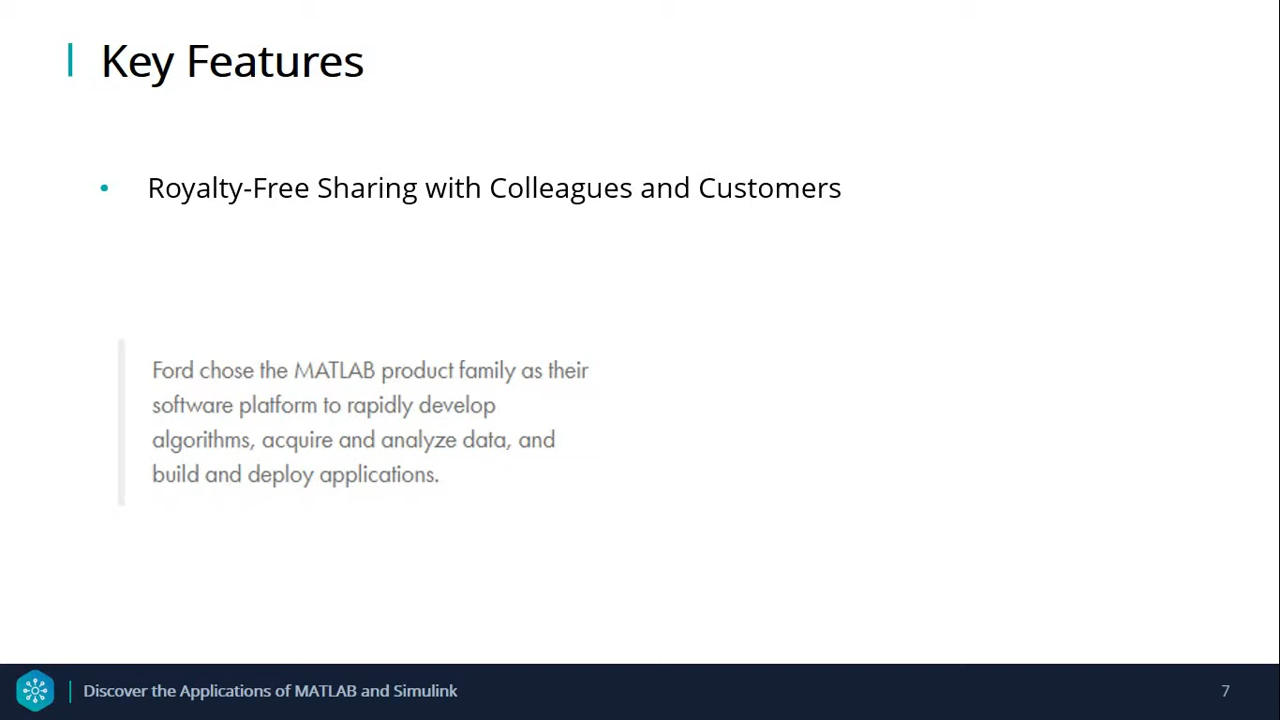 Key Features
• Royalty-Free Sharing with Colleagues and Customers
Ford chose the MATLAB product family as their
software platform to rapidly develop
algorithms, acquire and analyze data, and
build and deploy applications.
Discover the Applications of MATLAB and Simulink
7